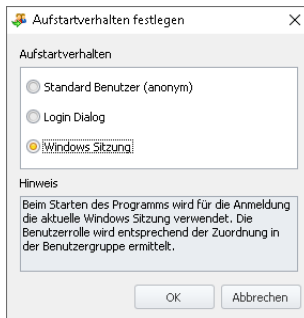 Aufstartverhalten festlegen
Aufstartverhalten
Standard Benutzer (anonym)
Login Dialog
Windows Sitzung
Hinweis
Beim Starten des Programms wird für die Anmeldung
die aktuelle Windows Sitzung verwendet. Die
Benutzerrolle wird entsprechend der Zuordnung in
der Benutzergruppe ermittelt.
OK Abbrechen